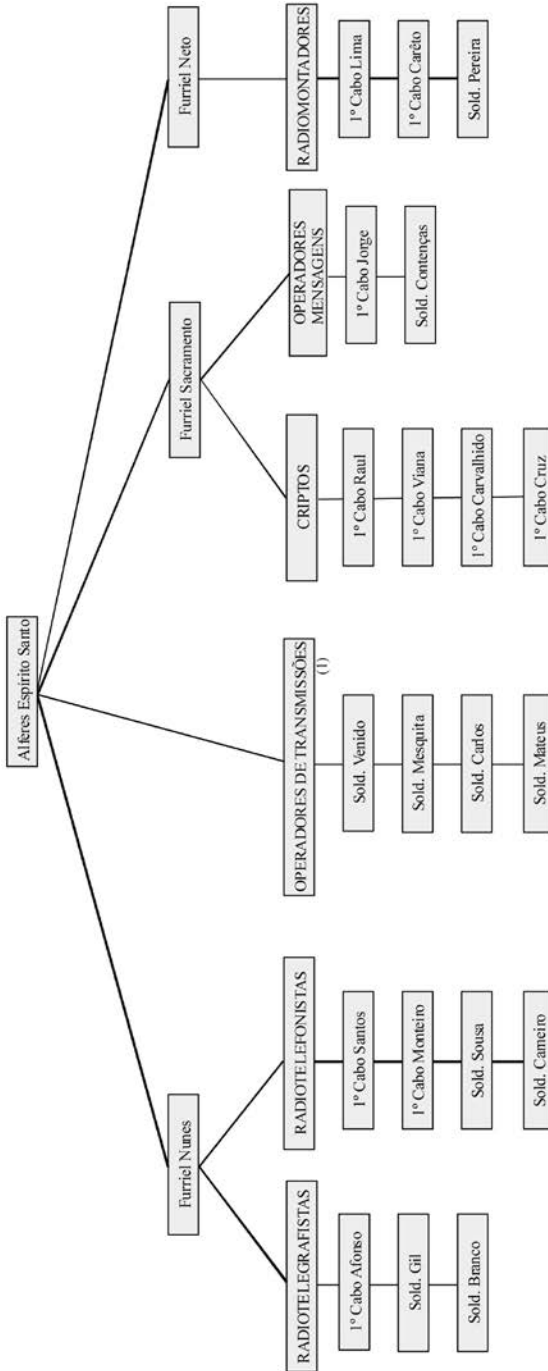 Alferes Espirito Santo
Furriel Nunes
Furriel Sacramento
Furriel Neto
RADIOTELEGRAFISTAS
RADIOTELEFONISTAS
OPERADORES DE TRANSMISSÕES
(1)
CRIPTOS
OPERADORES
MENSAGENS
RADIOMONTADORES
1º Cabo Afonso
Sold. Gil
Sold. Branco
1º Cabo Santos
1º Cabo Monteiro
Sold. Sousa
Sold. Carneiro
Sold. Venido
Sold. Mesquita
Sold. Carlos
Sold. Mateus
1º Cabo Raul
1º Cabo Viana
1º Cabo Carvalhido
1º Cabo Cruz
1º Cabo Jorge
Sold. Contenças
1º Cabo Lima
1º Cabo Carêto
Sold. Pereira